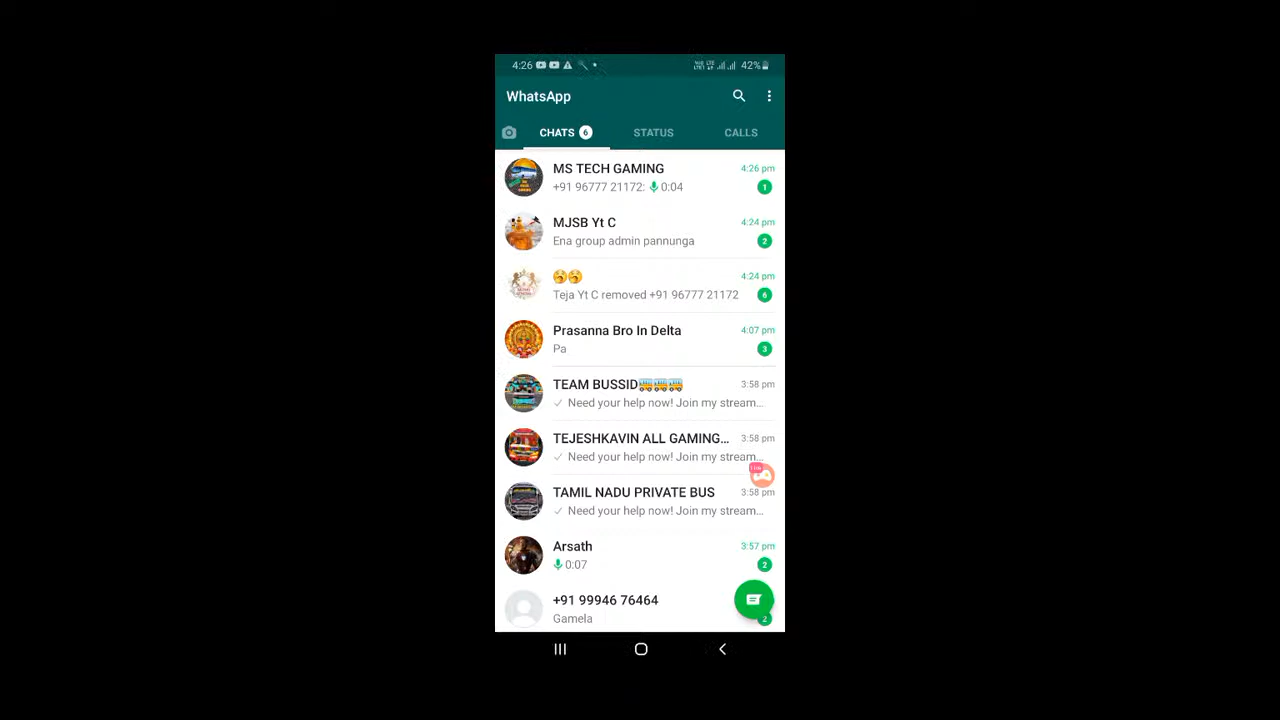 4:26 42%
WhatsApp
CHATS 6 STATUS CALLS
MS TECH GAMING 4:26 pm
+91 96777 21172: 0:04 1
MJSB Yt C 4:24 pm
Ena group admin pannunga 2
🥱🥱 4:24 pm
Teja Yt C removed +91 96777 21172 6
Prasanna Bro In Delta 4:07 pm
Pa 3
TEAM BUSSID🚌🚌🚌 3:58 pm
Need your help now! Join my stream...
TEJESHKAVIN ALL GAMING... 3:58 pm
Need your help now! Join my stream...
TAMIL NADU PRIVATE BUS 3:58 pm
Need your help now! Join my stream...
Arsath 3:57 pm
0:07 2
+91 99946 76464
Gamela 2